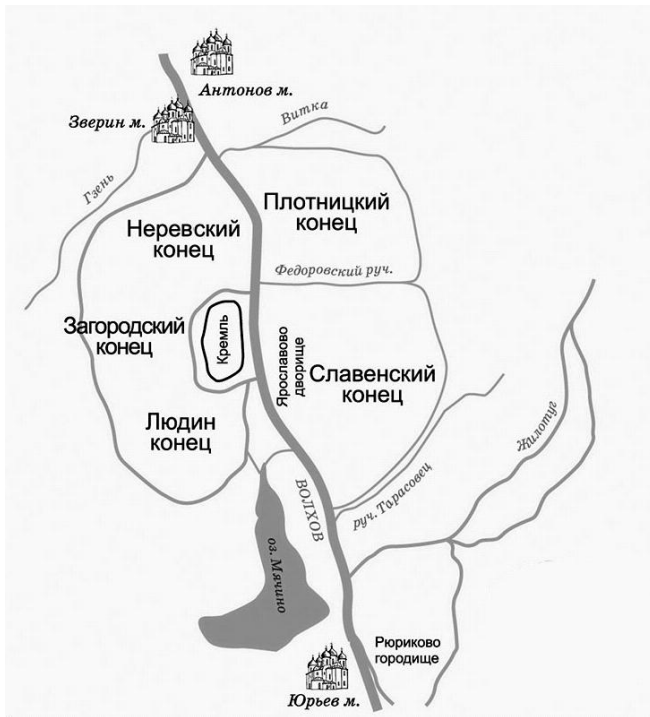 Антонов м.
Зверин м.
Витка
Гзень
Плотницкий
конец
Неревский
конец
Федоровский руч.
Загородский
конец
Кремль
Ярославово
дворище
Славенский
конец
Людин
конец
Жилотуг
руч. Тарасовец
ВОЛХОВ
оз. Мячино
Рюриково
городище
Юрьев м.